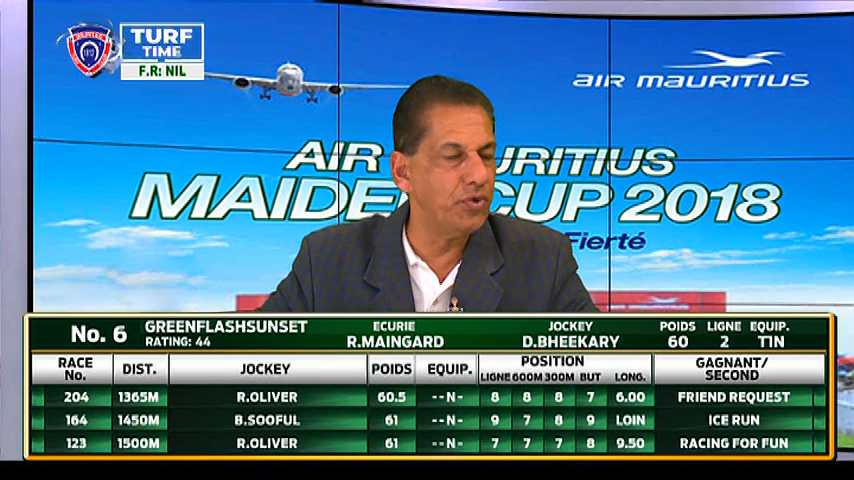 TURF
TIME
F.R: NIL
AIR MAURITIUS
AIR MAURITIUS
MAIDEN CUP 2018
Fierté
No. 6 GREENFLASHSUNSET ECURIE JOCKEY POIDS LIGNE EQUIP.
RATING: 44 R.MAINGARD D.BHEEKARY 60 2 TIN
RACE No. DIST. JOCKEY POIDS EQUIP. POSITION GAGNANT/
LIGNE 600M 300M BUT LONG. SECOND
204 1365M R.OLIVER 60.5 --N- 8 8 8 7 6.00 FRIEND REQUEST
164 1450M B.SOOFUL 61 --N- 9 7 8 9 LOIN ICE RUN
123 1500M R.OLIVER 61 --N- 7 7 7 8 9.50 RACING FOR FUN